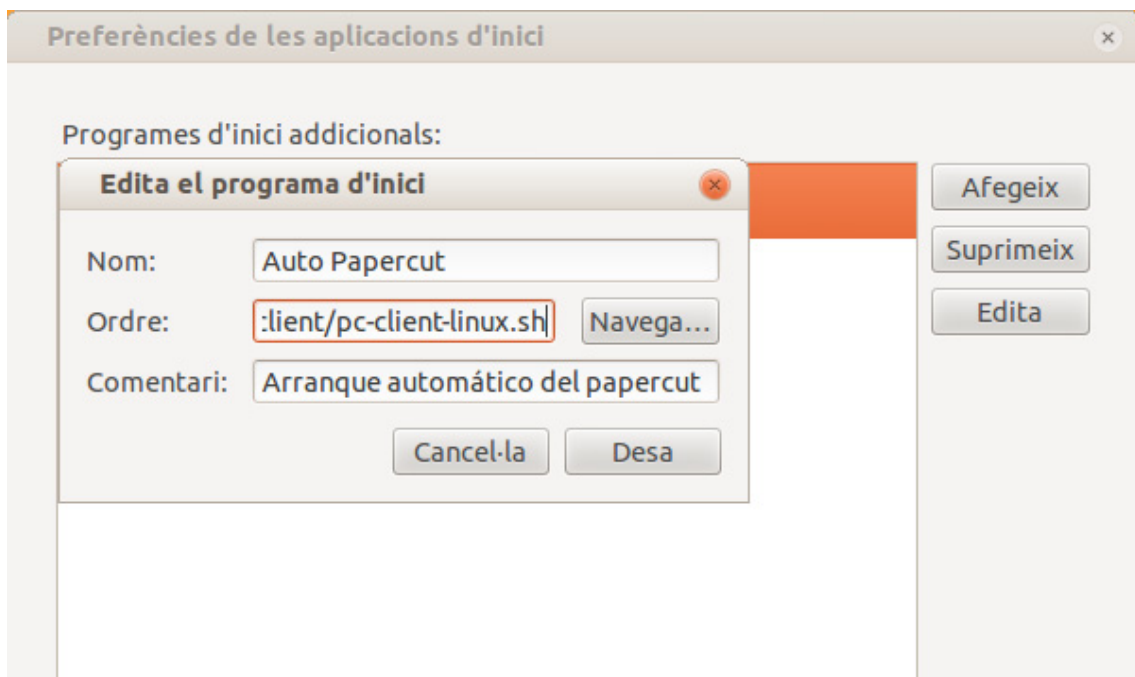 Preferències de les aplicacions d'inici
Programes d'inici addicionals:
Edita el programa d'inici
Afegeix
Nom: Auto Papercut
Suprimeix
Ordre: :lient/pc-client-linux.sh Navega...
Edita
Comentari: Arranque automático del papercut
Cancel·la Desa